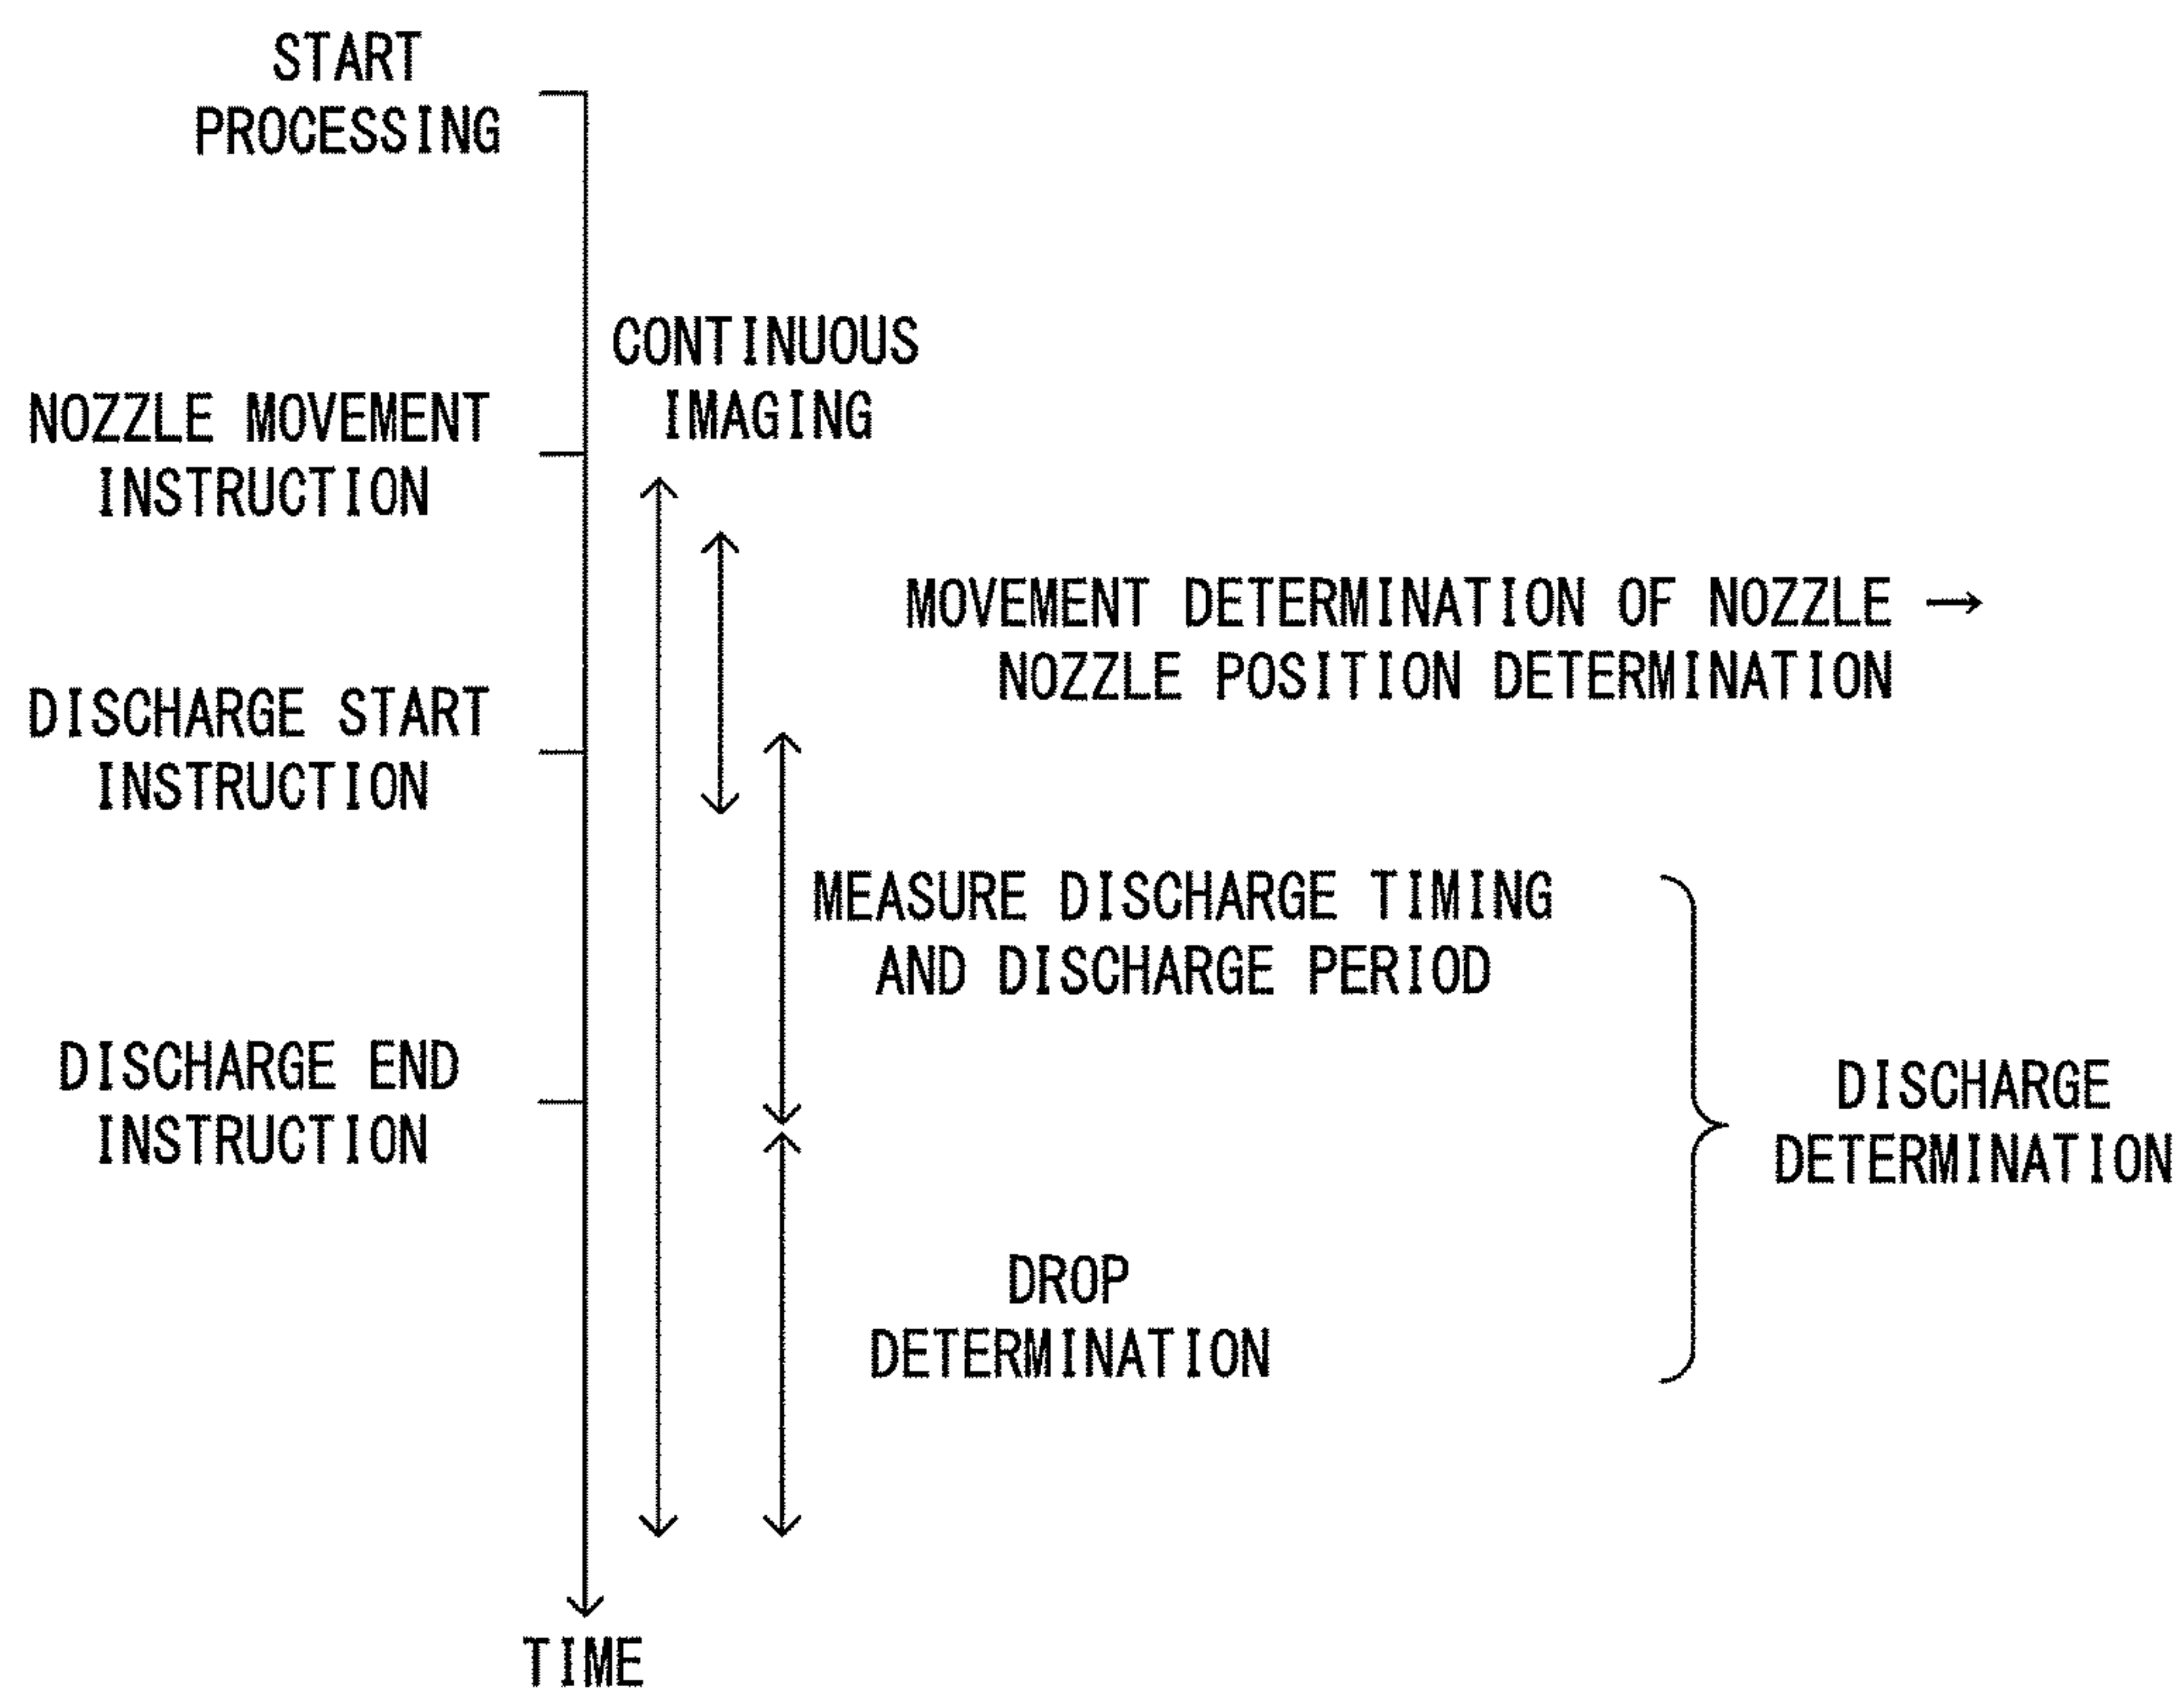 START
PROCESSING
CONTINUOUS
IMAGING
NOZZLE MOVEMENT
INSTRUCTION
MOVEMENT DETERMINATION OF NOZZLE →
NOZZLE POSITION DETERMINATION
DISCHARGE START
INSTRUCTION
MEASURE DISCHARGE TIMING
AND DISCHARGE PERIOD
DISCHARGE END
INSTRUCTION
DISCHARGE
DETERMINATION
DROP
DETERMINATION
TIME